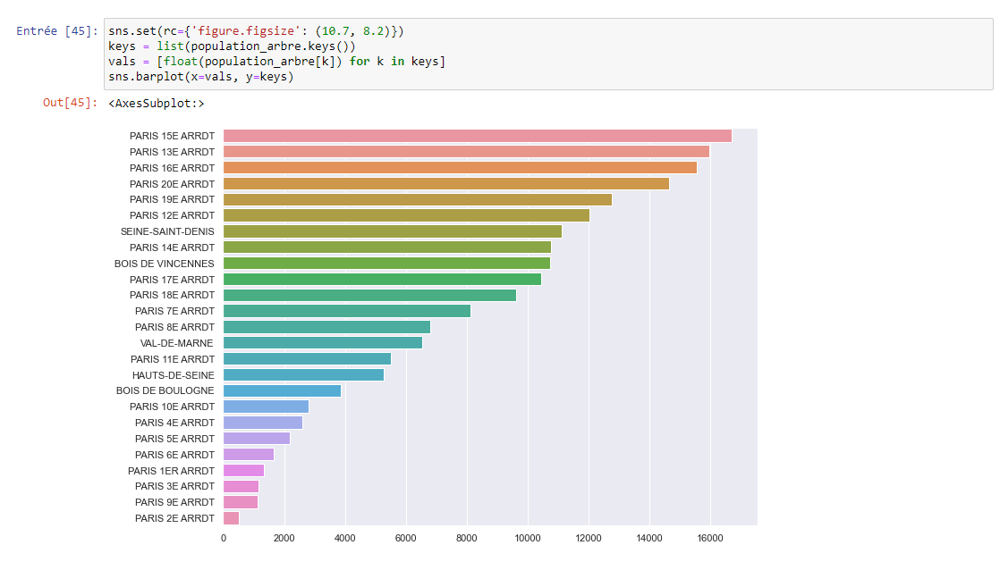 Entrée [45]: sns.set(rc={'figure.figsize': (10.7, 8.2)})
keys = list(population_arbre.keys())
vals = [float(population_arbre[k]) for k in keys]
sns.barplot(x=vals, y=keys)
Out[45]: <AxesSubplot:>
PARIS 15E ARRDT
PARIS 13E ARRDT
PARIS 16E ARRDT
PARIS 20E ARRDT
PARIS 19E ARRDT
PARIS 12E ARRDT
SEINE-SAINT-DENIS
PARIS 14E ARRDT
BOIS DE VINCENNES
PARIS 17E ARRDT
PARIS 18E ARRDT
PARIS 7E ARRDT
PARIS 8E ARRDT
VAL-DE-MARNE
PARIS 11E ARRDT
HAUTS-DE-SEINE
BOIS DE BOULOGNE
PARIS 10E ARRDT
PARIS 4E ARRDT
PARIS 5E ARRDT
PARIS 6E ARRDT
PARIS 1ER ARRDT
PARIS 3E ARRDT
PARIS 9E ARRDT
PARIS 2E ARRDT
0 2000 4000 6000 8000 10000 12000 14000 16000